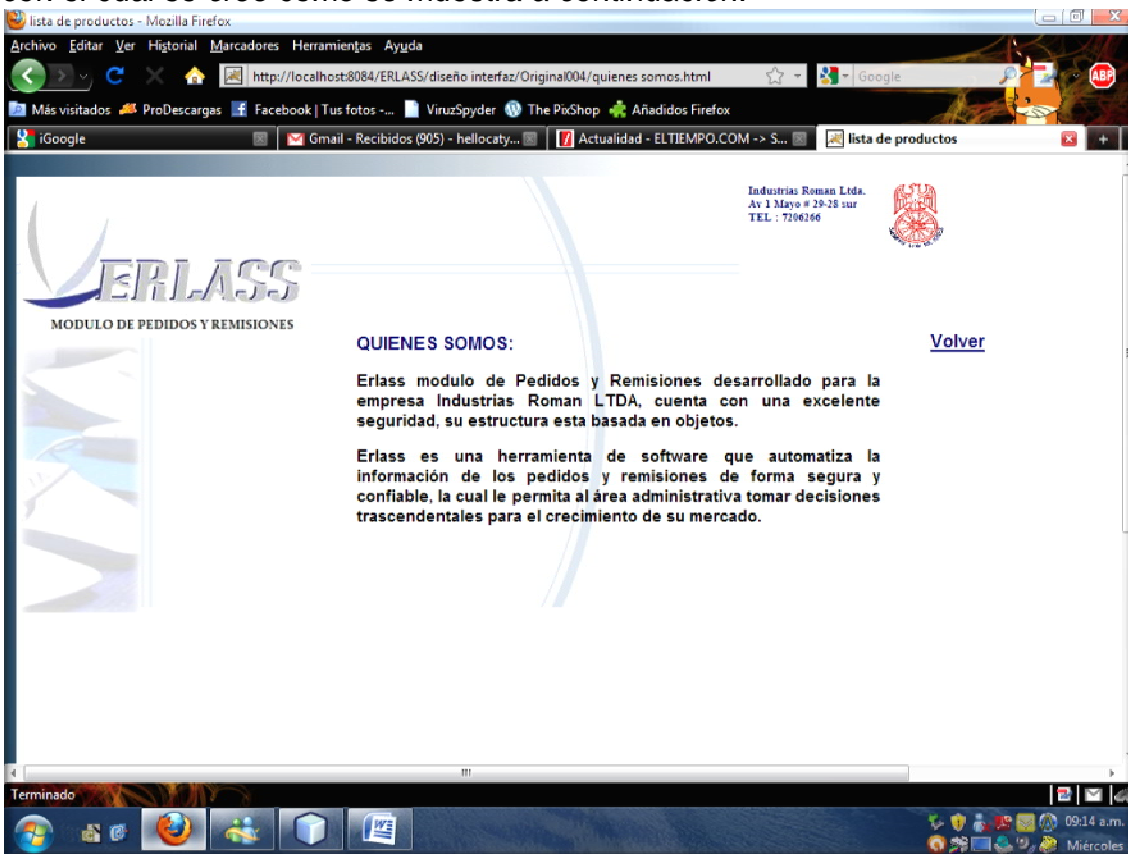 lista de productos - Mozilla Firefox
Archivo Editar Ver Historial Marcadores Herramientas Ayuda
http://localhost:8084/ERLASS/diseño interfaz/Original004/quienes somos.html
Google
ABP
Más visitados ProDescargas Facebook | Tus fotos -... ViruzSpyder The PixShop Añadidos Firefox
iGoogle Gmail - Recibidos (905) - hellocaty... Actualidad - ELTIEMPO.COM -> S... lista de productos
Industrias Roman Ltda.
Av 1 Mayo # 29-28 sur
TEL : 7206266
ERLASS
MODULO DE PEDIDOS Y REMISIONES
QUIENES SOMOS:
Volver
Erlass modulo de Pedidos y Remisiones desarrollado para la
empresa Industrias Roman LTDA, cuenta con una excelente
seguridad, su estructura esta basada en objetos.
Erlass es una herramienta de software que automatiza la
información de los pedidos y remisiones de forma segura y
confiable, la cual le permita al área administrativa tomar decisiones
trascendentales para el crecimiento de su mercado.
Terminado
09:14 a.m.
Miércoles